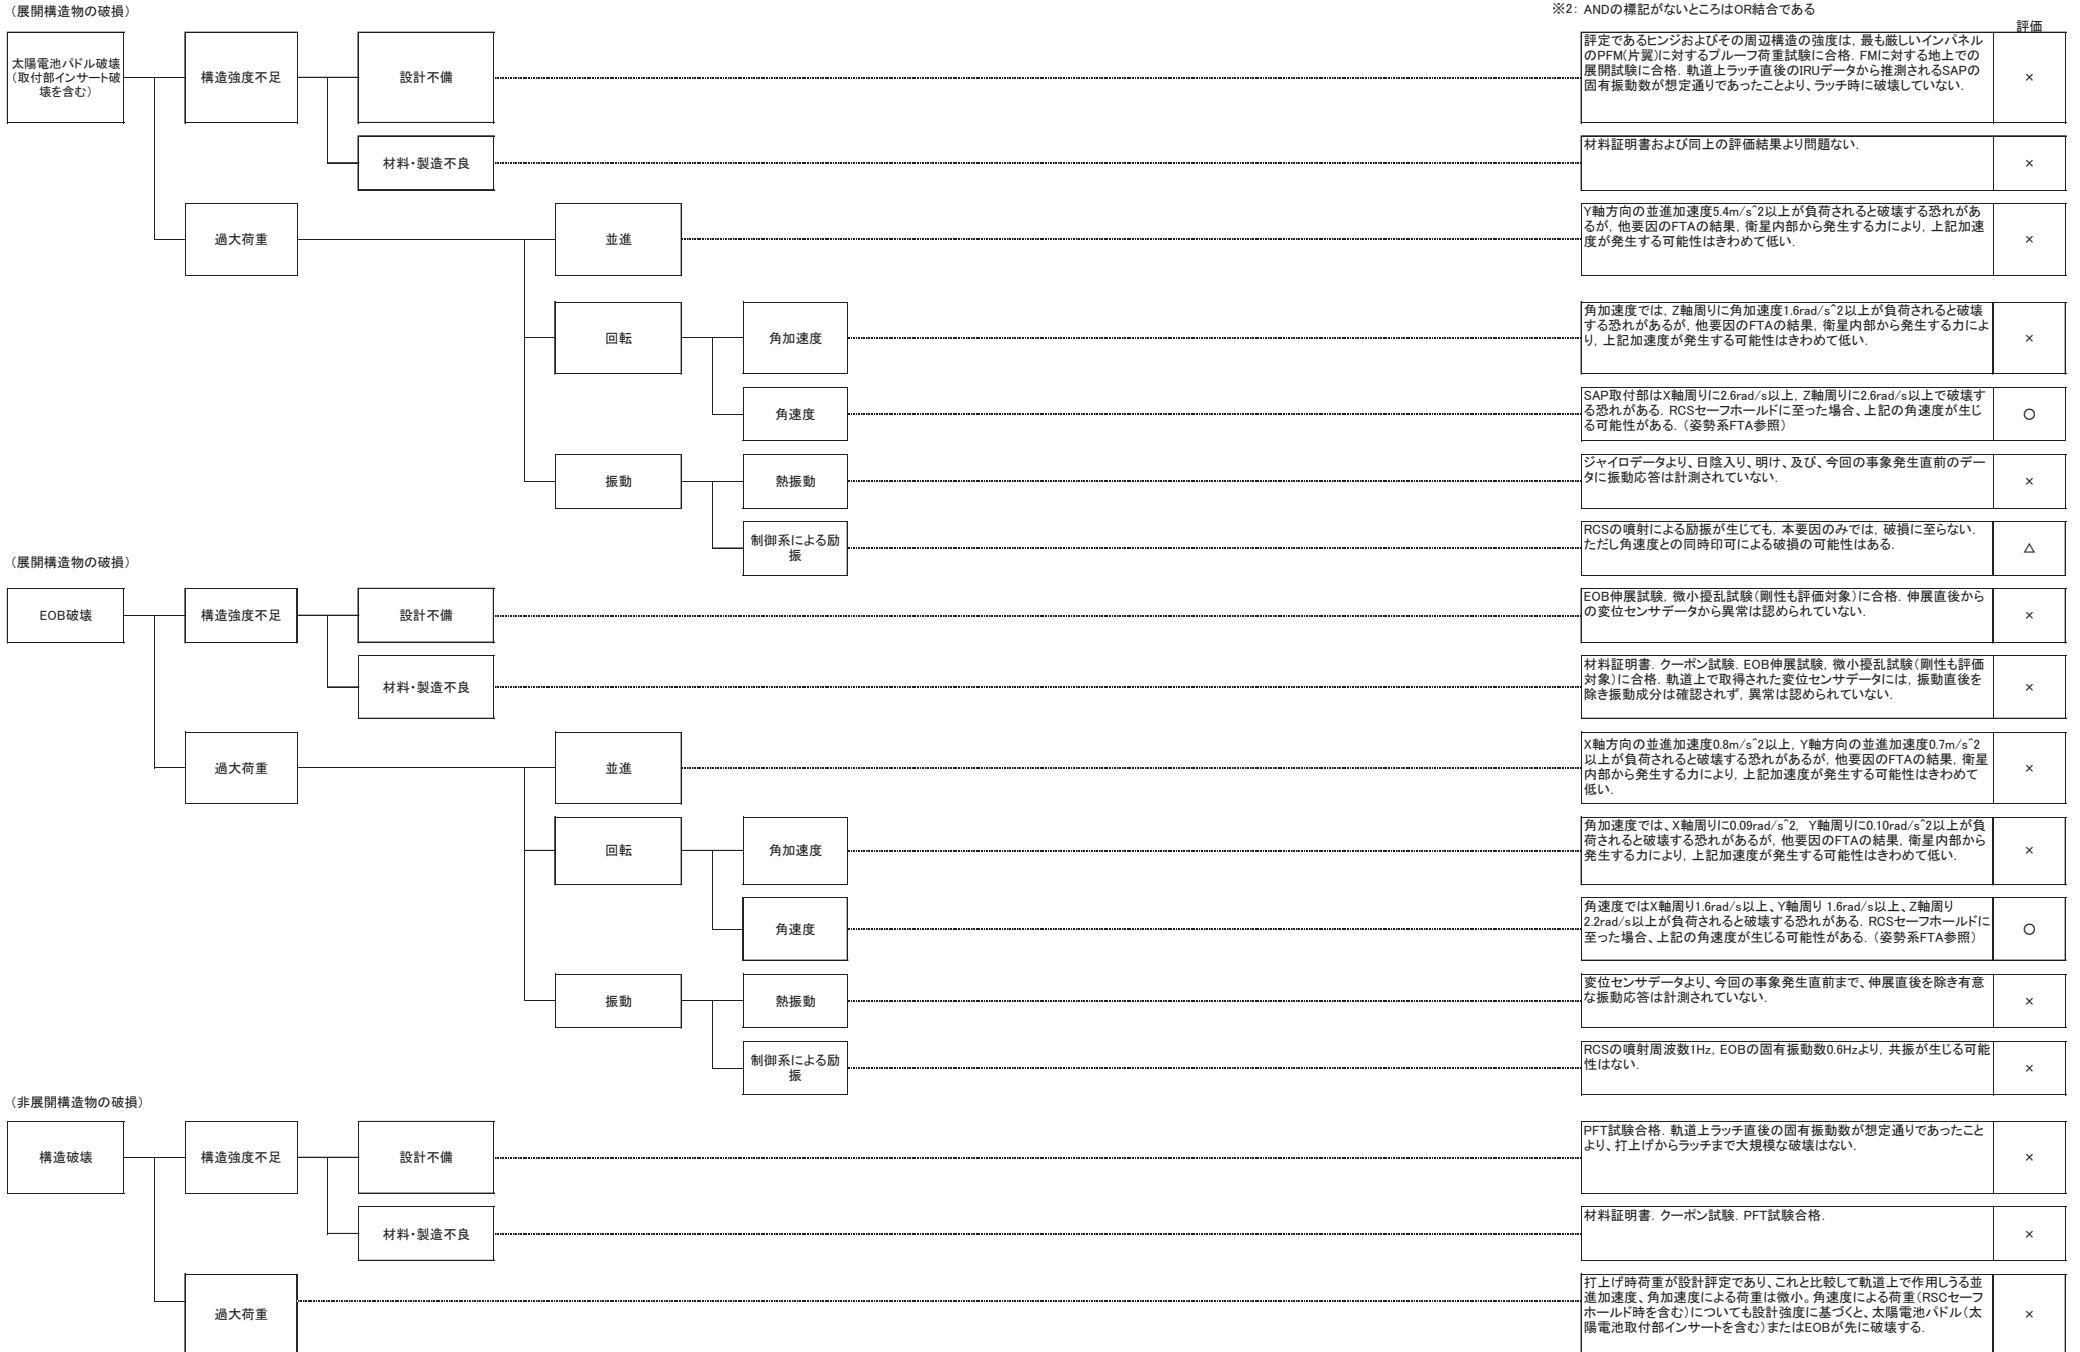 （展開構造物の破損）
※2： ANDの標記がないところはOR結合である
評価
太陽電池パドル破壊
（取付部インサート破
壊を含む）
構造強度不足
設計不備
評定であるヒンジおよびその周辺構造の強度は, 最も厳しいインパネル
のPFM(片翼)に対するプルーフ荷重試験に合格. FMに対する地上での
展開試験に合格. 軌道上ラッチ直後のIRUデータから推測されるSAPの
固有振動数が想定通りであったことより、ラッチ時に破壊していない.
×
材料・製造不良
材料証明書および同上の評価結果より問題ない.
×
過大荷重
並進
Y軸方向の並進加速度5.4m/s^2以上が負荷されると破壊する恐れがあ
るが, 他要因のFTAの結果, 衛星内部から発生する力により, 上記加速
度が発生する可能性はきわめて低い.
×
回転
角加速度
角加速度では, Z軸周りに角加速度1.6rad/s^2以上が負荷されると破壊
する恐れがあるが, 他要因のFTAの結果, 衛星内部から発生する力によ
り, 上記加速度が発生する可能性はきわめて低い.
×
角速度
SAP取付部はX軸周りに2.6rad/s以上, Z軸周りに2.6rad/s以上で破壊す
る恐れがある. RCSセーフホールドに至った場合、上記の角速度が生じ
る可能性がある. （姿勢系FTA参照）
○
振動
熱振動
ジャイロデータより、日陰入り、明け、及び、今回の事象発生直前のデー
タに振動応答は計測されていない.
×
制御系による励
振
RCSの噴射による励振が生じても, 本要因のみでは, 破損に至らない.
ただし角速度との同時印可による破損の可能性はある.
△
（展開構造物の破損）
EOB破壊
構造強度不足
設計不備
EOB伸展試験, 微小擾乱試験（剛性も評価対象）に合格. 伸展直後から
の変位センサデータから異常は認められていない.
×
材料・製造不良
材料証明書. クーポン試験. EOB伸展試験, 微小擾乱試験（剛性も評価
対象）に合格. 軌道上で取得された変位センサデータには, 振動直後を
除き振動成分は確認されず, 異常は認められていない.
×
過大荷重
並進
X軸方向の並進加速度0.8m/s^2以上, Y軸方向の並進加速度0.7m/s^2
以上が負荷されると破壊する恐れがあるが, 他要因のFTAの結果, 衛星
内部から発生する力により, 上記加速度が発生する可能性はきわめて
低い.
×
回転
角加速度
角加速度では、X軸周りに0.09rad/s^2, Y軸周りに0.10rad/s^2以上が負
荷されると破壊する恐れがあるが, 他要因のFTAの結果, 衛星内部から
発生する力により, 上記加速度が発生する可能性はきわめて低い.
×
角速度
角速度ではX軸周り1.6rad/s以上、Y軸周り 1.6rad/s以上、Z軸周り
2.2rad/s以上が負荷されると破壊する恐れがある. RCSセーフホールドに
至った場合、上記の角速度が生じる可能性がある. （姿勢系FTA参照）
○
振動
熱振動
変位センサデータより、今回の事象発生直前まで、伸展直後を除き有意
な振動応答は計測されていない.
×
制御系による励
振
RCSの噴射周波数1Hz, EOBの固有振動数0.6Hzより, 共振が生じる可能
性はない.
×
（非展開構造物の破損）
構造破壊
構造強度不足
設計不備
PFT試験合格. 軌道上ラッチ直後の固有振動数が想定通りであったこと
より、打上げからラッチまで大規模な破壊はない.
×
材料・製造不良
材料証明書. クーポン試験. PFT試験合格.
×
過大荷重
打上げ時荷重が設計評定であり、これと比較して軌道上で作用しうる並
進加速度、角加速度による荷重は微小。角速度による荷重（RSCセーフ
ホールド時を含む）についても設計強度に基づくと、太陽電池パドル（太
陽電池取付部インサートを含む）またはEOBが先に破壊する.
×